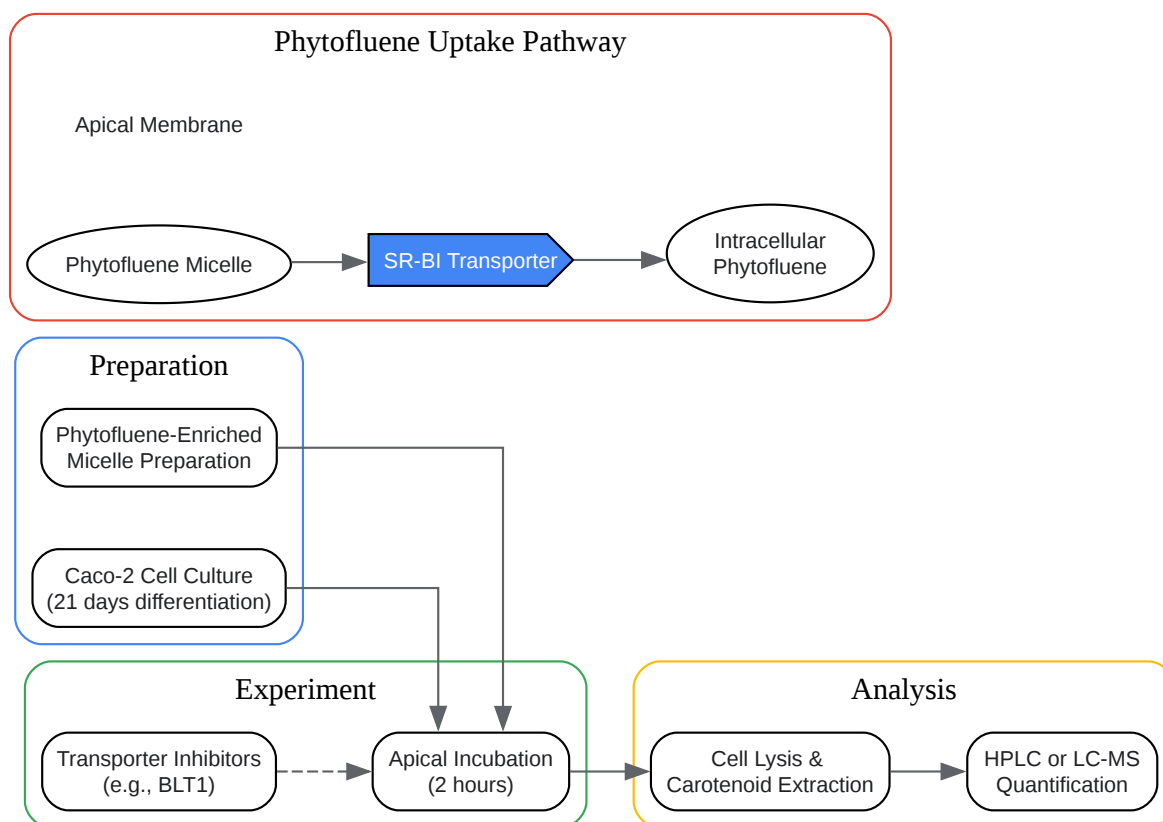 Phytofluene Uptake Pathway
Apical Membrane
Phytofluene Micelle
SR-BI Transporter
Intracellular
Phytofluene
Preparation
Phytofluene-Enriched
Micelle Preparation
Caco-2 Cell Culture
(21 days differentiation)
Experiment
Transporter Inhibitors
(e.g., BLT1)
Apical Incubation
(2 hours)
Analysis
Cell Lysis &
Carotenoid Extraction
HPLC or LC-MS
Quantification